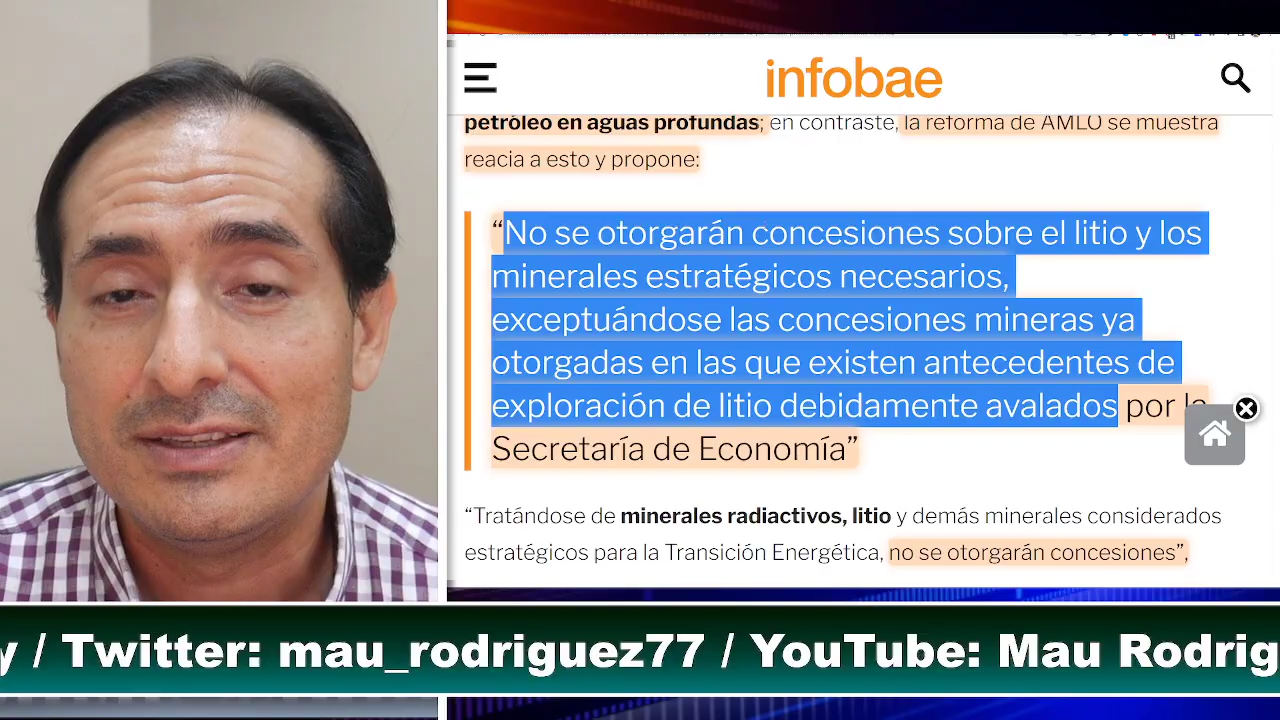 infobae
petróleo en aguas profundas; en contraste, la reforma de AMLO se muestra
reacia a esto y propone:
“No se otorgarán concesiones sobre el litio y los
minerales estratégicos necesarios,
exceptuándose las concesiones mineras ya
otorgadas en las que existen antecedentes de
exploración de litio debidamente avalados por la
Secretaría de Economía”
“Tratándose de minerales radiactivos, litio y demás minerales considerados
estratégicos para la Transición Energética, no se otorgarán concesiones”,
y / Twitter: mau_rodriguez77 / YouTube: Mau Rodrig